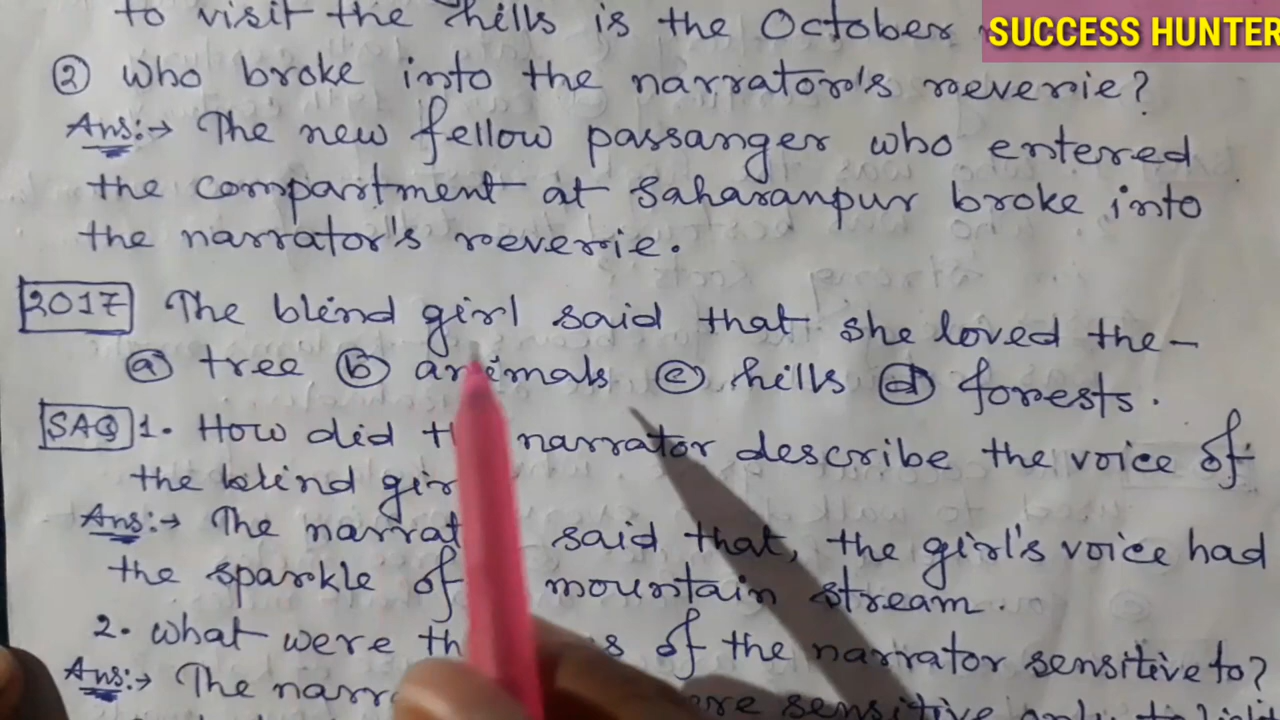 to visit the hills is the October
SUCCESS HUNTER
② Who broke into the narrator's reverie?
Ans:→ The new fellow passanger who entered
the compartment at Saharanpur broke into
the narrator's reverie.
2017 The blind girl said that she loved the-
ⓐ tree ⓑ animals ⓒ hills ⓓ forests.
SAQ 1. How did narrator describe the voice of
the blind
Ans:→ The said that, the girl's voice had
the sparkle of mountain stream.
2. What were of the narrator sensitive to?
Ans:→ The sensitive only